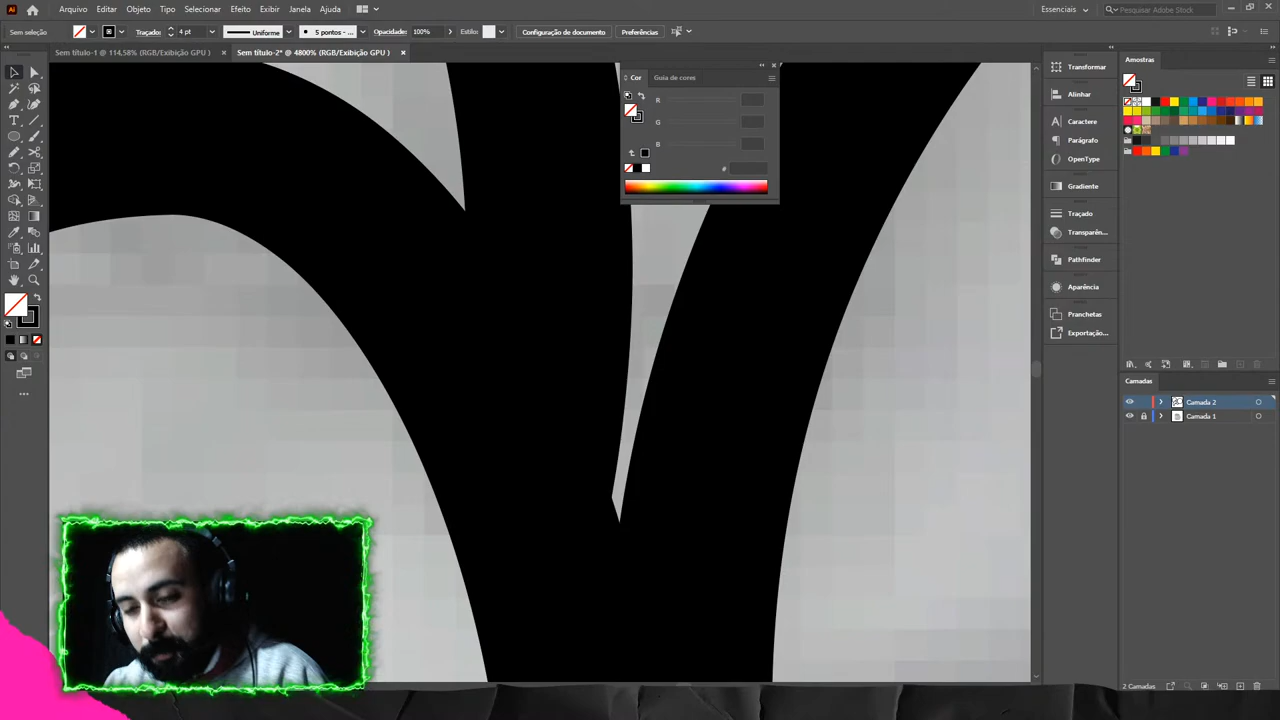 Ai
Arquivo Editar Objeto Tipo Selecionar Efeito Exibir Janela Ajuda
Essenciais
Pesquisar Adobe Stock
Sem seleção
Traçado: 4 pt
Uniforme
5 pontos - ...
Opacidade: 100%
Estilo:
Configuração de documento
Preferências
Sem título-1 @ 114,58% (RGB/Exibição GPU )
Sem título-2* @ 4800% (RGB/Exibição GPU )
Cor
Guia de cores
R
G
B
#
Transformar
Alinhar
Caractere
Parágrafo
OpenType
Gradiente
Traçado
Transparên...
Pathfinder
Aparência
Pranchetas
Exportação...
Amostras
Camadas
Camada 2
Camada 1
2 Camadas